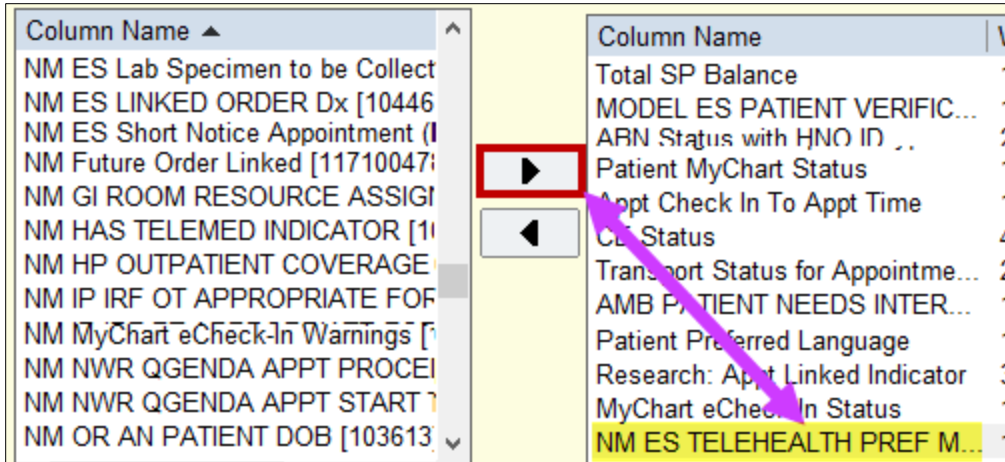 Column Name
NM ES Lab Specimen to be Collect
NM ES LINKED ORDER Dx [10446
NM ES Short Notice Appointment (
NM Future Order Linked [117100478
NM GI ROOM RESOURCE ASSIGN
NM HAS TELEMED INDICATOR [10
NM HP OUTPATIENT COVERAGE
NM IP IRF OT APPROPRIATE FOR
NM MyChart eCheck-In Warnings [
NM NWR QGENDA APPT PROCE
NM NWR QGENDA APPT START
NM OR AN PATIENT DOB [103613
Column Name
Total SP Balance
MODEL ES PATIENT VERIFIC...
ABN Status with HNO ID
Patient MyChart Status
Appt Check In To Appt Time
CE Status
Transport Status for Appointme...
AMB PATIENT NEEDS INTER...
Patient Preferred Language
Research: Appt Linked Indicator
MyChart eCheck-In Status
NM ES TELEHEALTH PREF M...